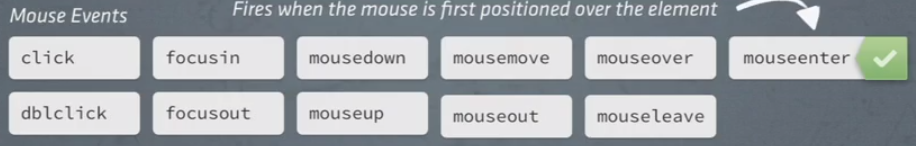 Mouse Events
Fires when the mouse is first positioned over the element
click focusin mousedown mousemove mouseover mouseenter
dblclick focusout mouseup mouseout mouseleave